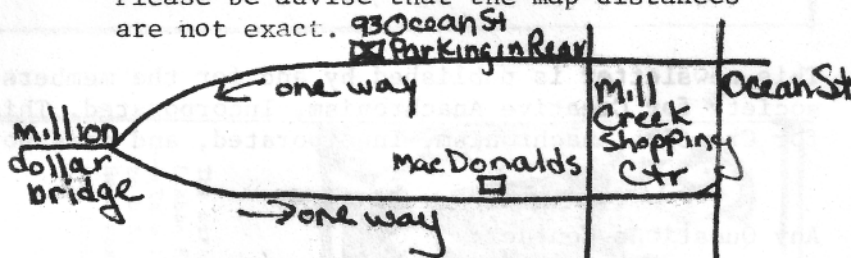 Please be advise that the map distances
are not exact.
93 Ocean St
Parking in Rear
one way
Mill
Creek
Shopping
Ctr
Ocean St
million
dollar
bridge
MacDonalds
one way